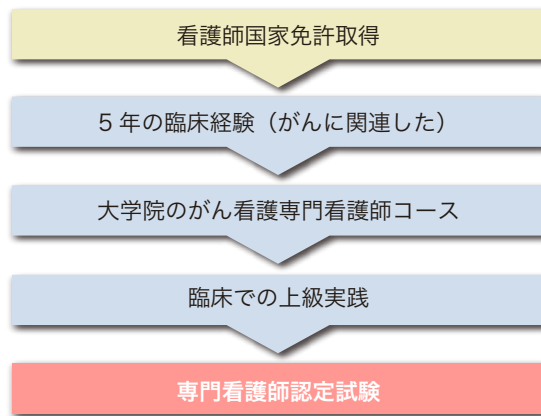 看護師国家免許取得
5 年の臨床経験（がんに関連した）
大学院のがん看護専門看護師コース
臨床での上級実践
専門看護師認定試験